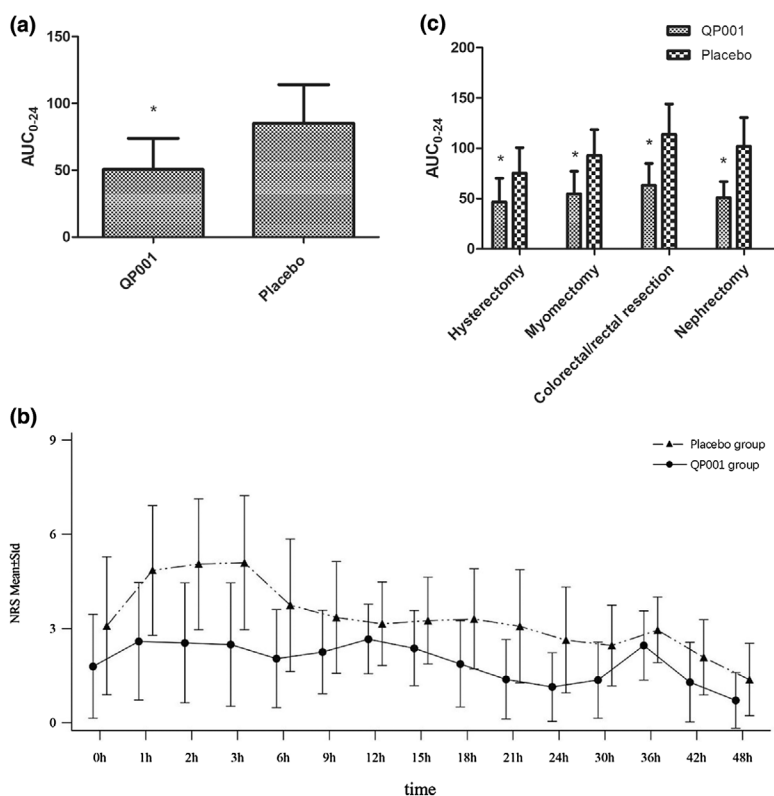 (a)
150
100
50
0
AUC0-24
*
QP001
Placebo
(c)
QP001
Placebo
200
150
100
50
0
AUC0-24
* * * *
Hysterectomy
Myomectomy
Colorectal/rectal resection
Nephrectomy
(b)
9
6
3
0
NRS Mean±Std
Placebo group
QP001 group
0h 1h 2h 3h 6h 9h 12h 15h 18h 21h 24h 30h 36h 42h 48h
time